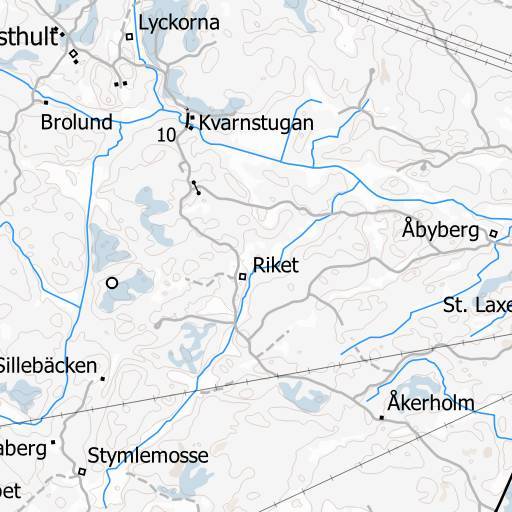 Lyckorna
sthult
Brolund
10
Kvarnstugan
Åbyberg
Riket
St. Laxe
Sillebäcken
Åkerholm
aberg
Stymlemosse
bet